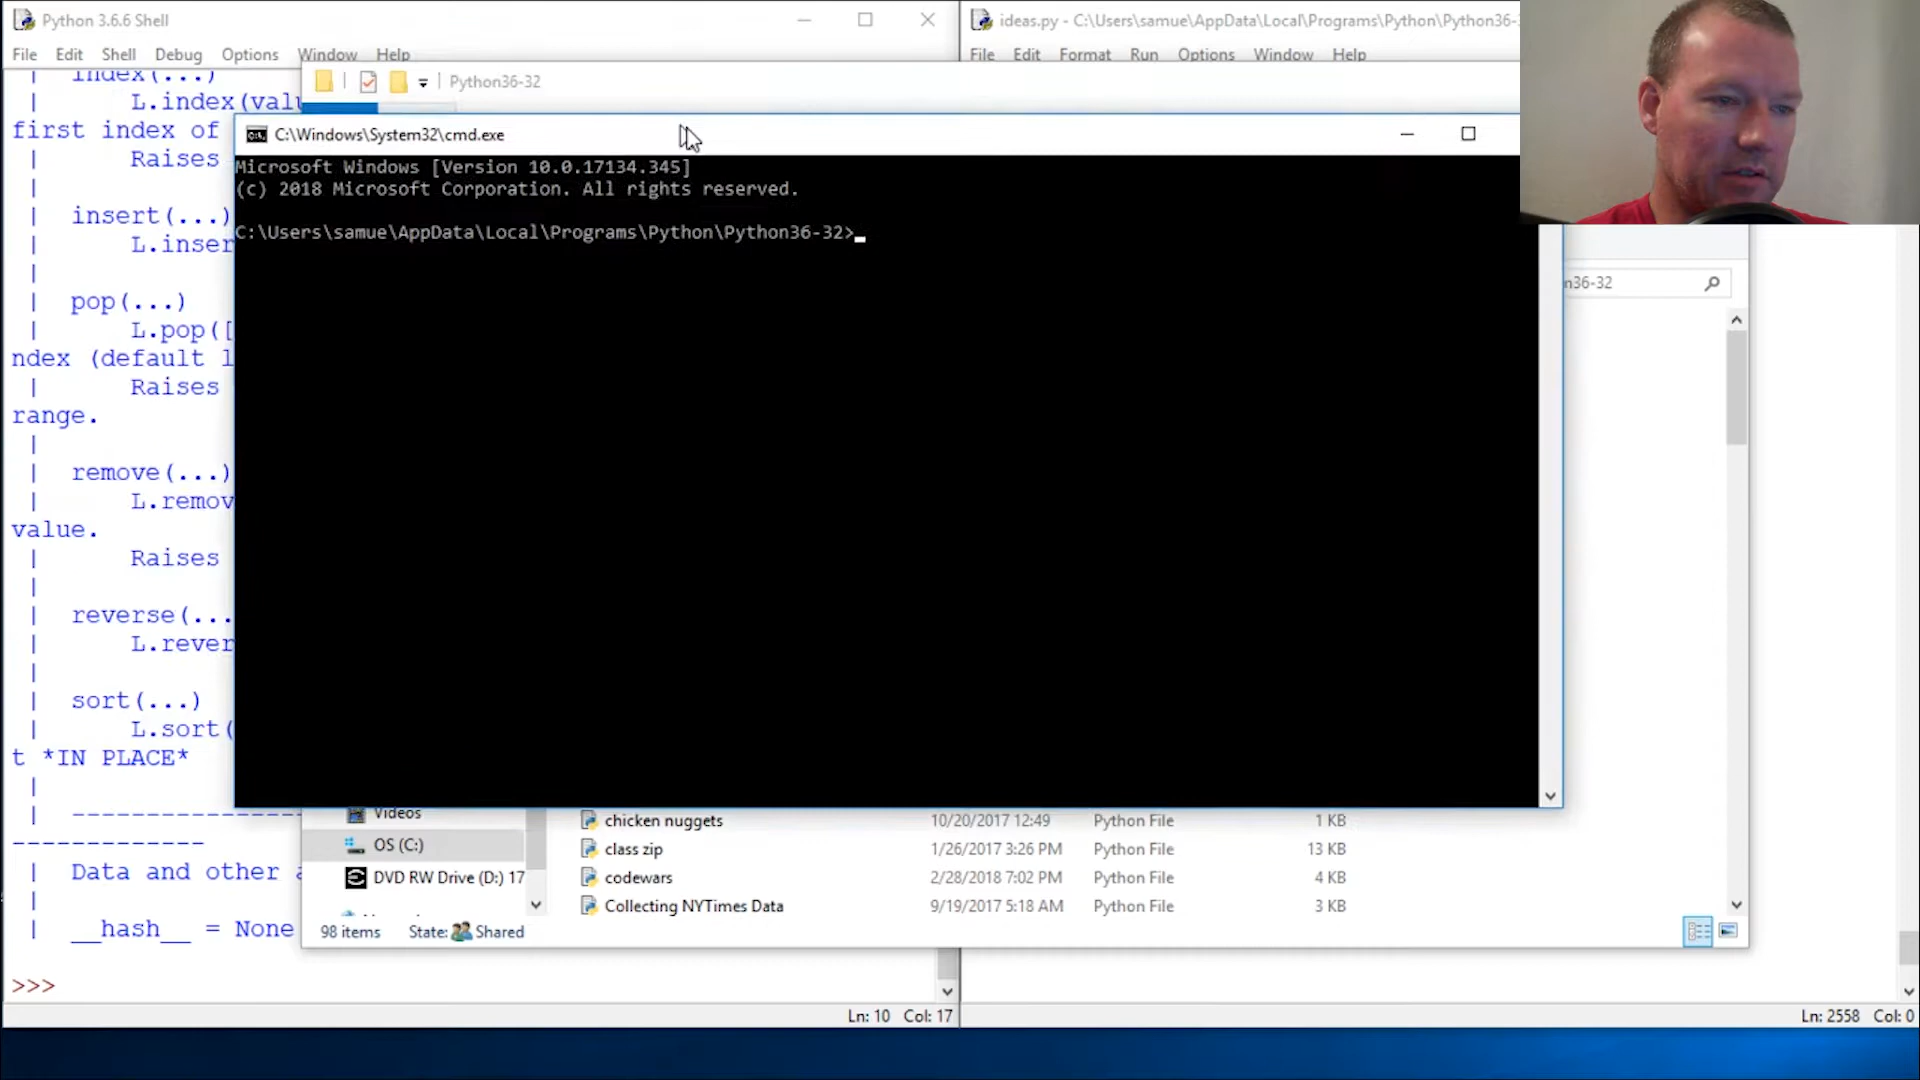 Python 3.6.6 Shell
File Edit Shell Debug Options Window Help
index(...)
| L.index(valu
first index of
| Raises
|
| insert(...)
| L.inser
|
| pop(...)
| L.pop([
ndex (default l
| Raises
range.
|
| remove(...)
| L.remov
value.
| Raises
|
| reverse(...
| L.rever
|
| sort(...)
| L.sort(
t *IN PLACE*
|
| ----------------
-------------
| Data and other a
|
| __hash__ = None
>>>
Ln: 10 Col: 17
ideas.py - C:\Users\samue\AppData\Local\Programs\Python\Python36-
File Edit Format Run Options Window Help
Ln: 2558 Col: 0
Python36-32
n36-32
C:\Windows\System32\cmd.exe
Microsoft Windows [Version 10.0.17134.345]
(c) 2018 Microsoft Corporation. All rights reserved.
C:\Users\samue\AppData\Local\Programs\Python\Python36-32>
Videos
OS (C:)
DVD RW Drive (D:) 17
chicken nuggets 10/20/2017 12:49 Python File 1 KB
class zip 1/26/2017 3:26 PM Python File 13 KB
codewars 2/28/2018 7:02 PM Python File 4 KB
Collecting NYTimes Data 9/19/2017 5:18 AM Python File 3 KB
98 items State: Shared